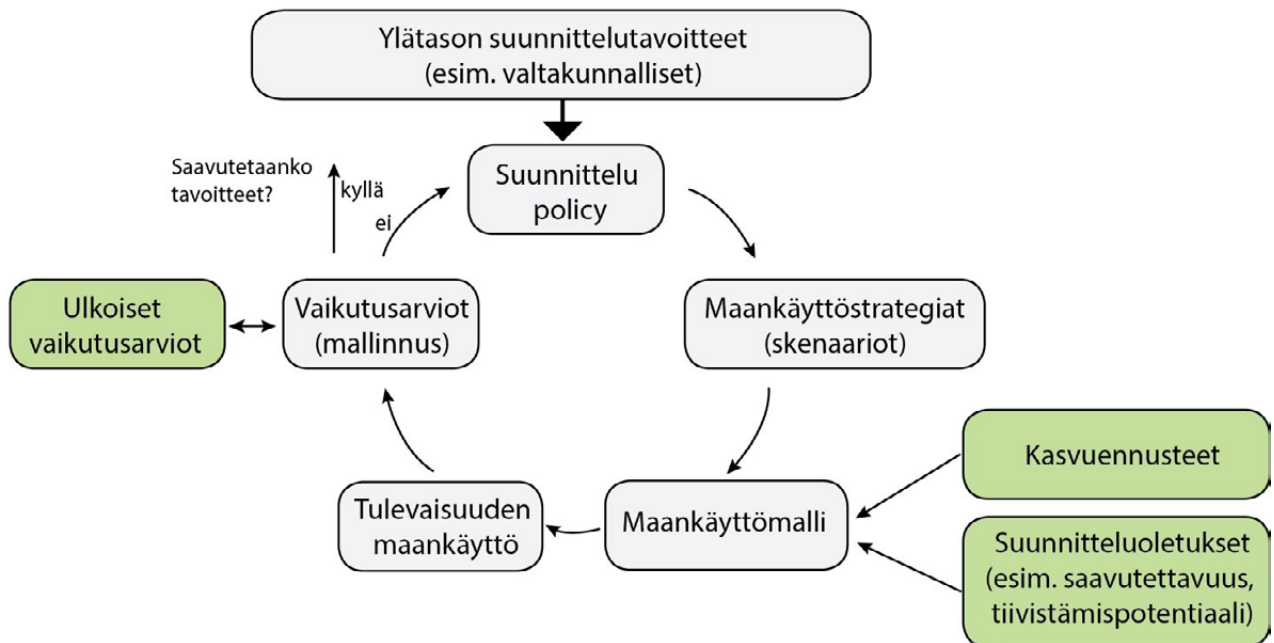 Ylätason suunnittelutavoitteet
(esim. valtakunnalliset)
Saavutetaanko
tavoitteet?
kyllä
ei
Suunnittelu
policy
Ulkoiset
vaikutusarviot
Vaikutusarviot
(mallinnus)
Maankäyttöstrategiat
(skenaariot)
Kasvuennusteet
Tulevaisuuden
maankäyttö
Maankäyttömalli
Suunnitteluoletukset
(esim. saavutettavuus,
tiivistämispotentiaali)